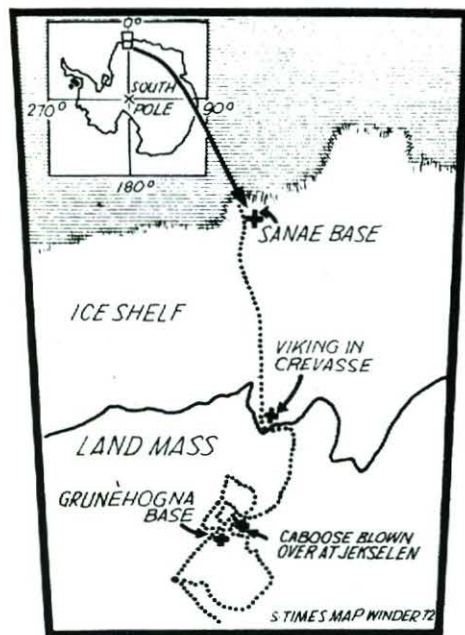 0°
SOUTH
POLE
270°
90°
180°
SANAE BASE
ICE SHELF
VIKING IN
CREVASSE
LAND MASS
GRUNÈHOGNA
BASE
CABOOSE BLOWN
OVER AT JEKSELEN
S·TIMES MAP WINDER 72